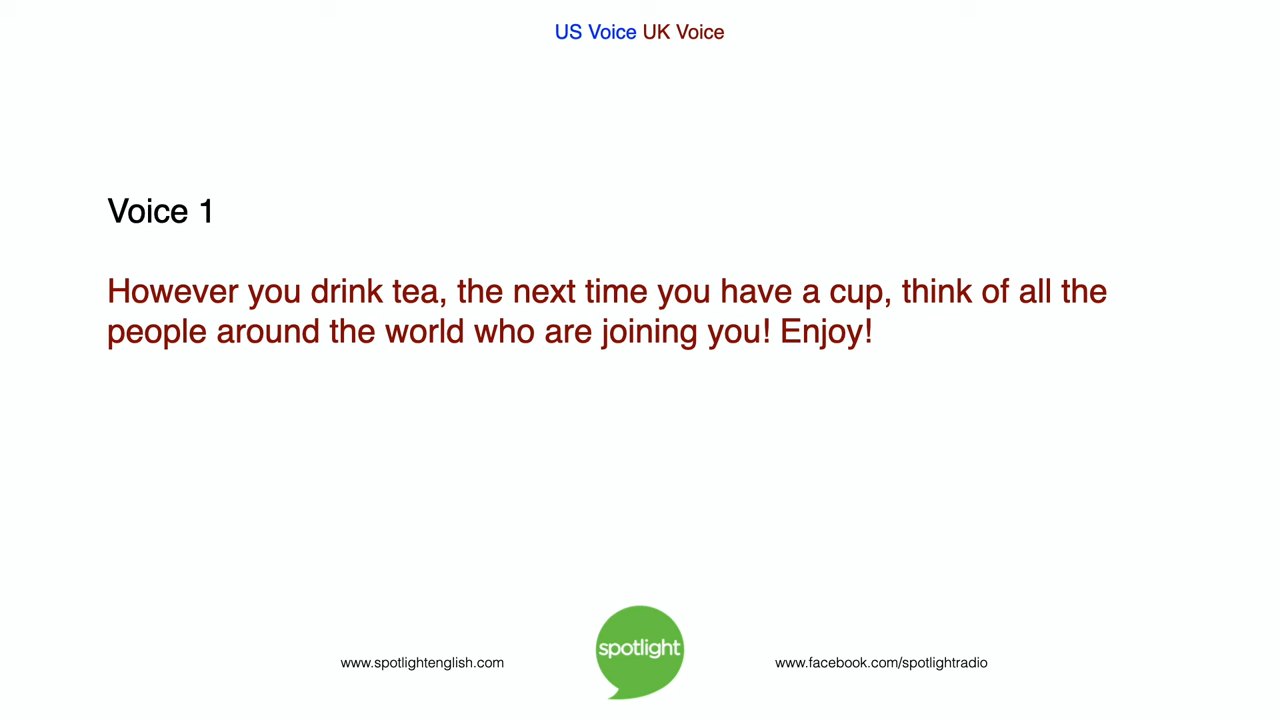 US Voice UK Voice
Voice 1
However you drink tea, the next time you have a cup, think of all the
people around the world who are joining you! Enjoy!
www.spotlightenglish.com
spotlight
www.facebook.com/spotlightradio